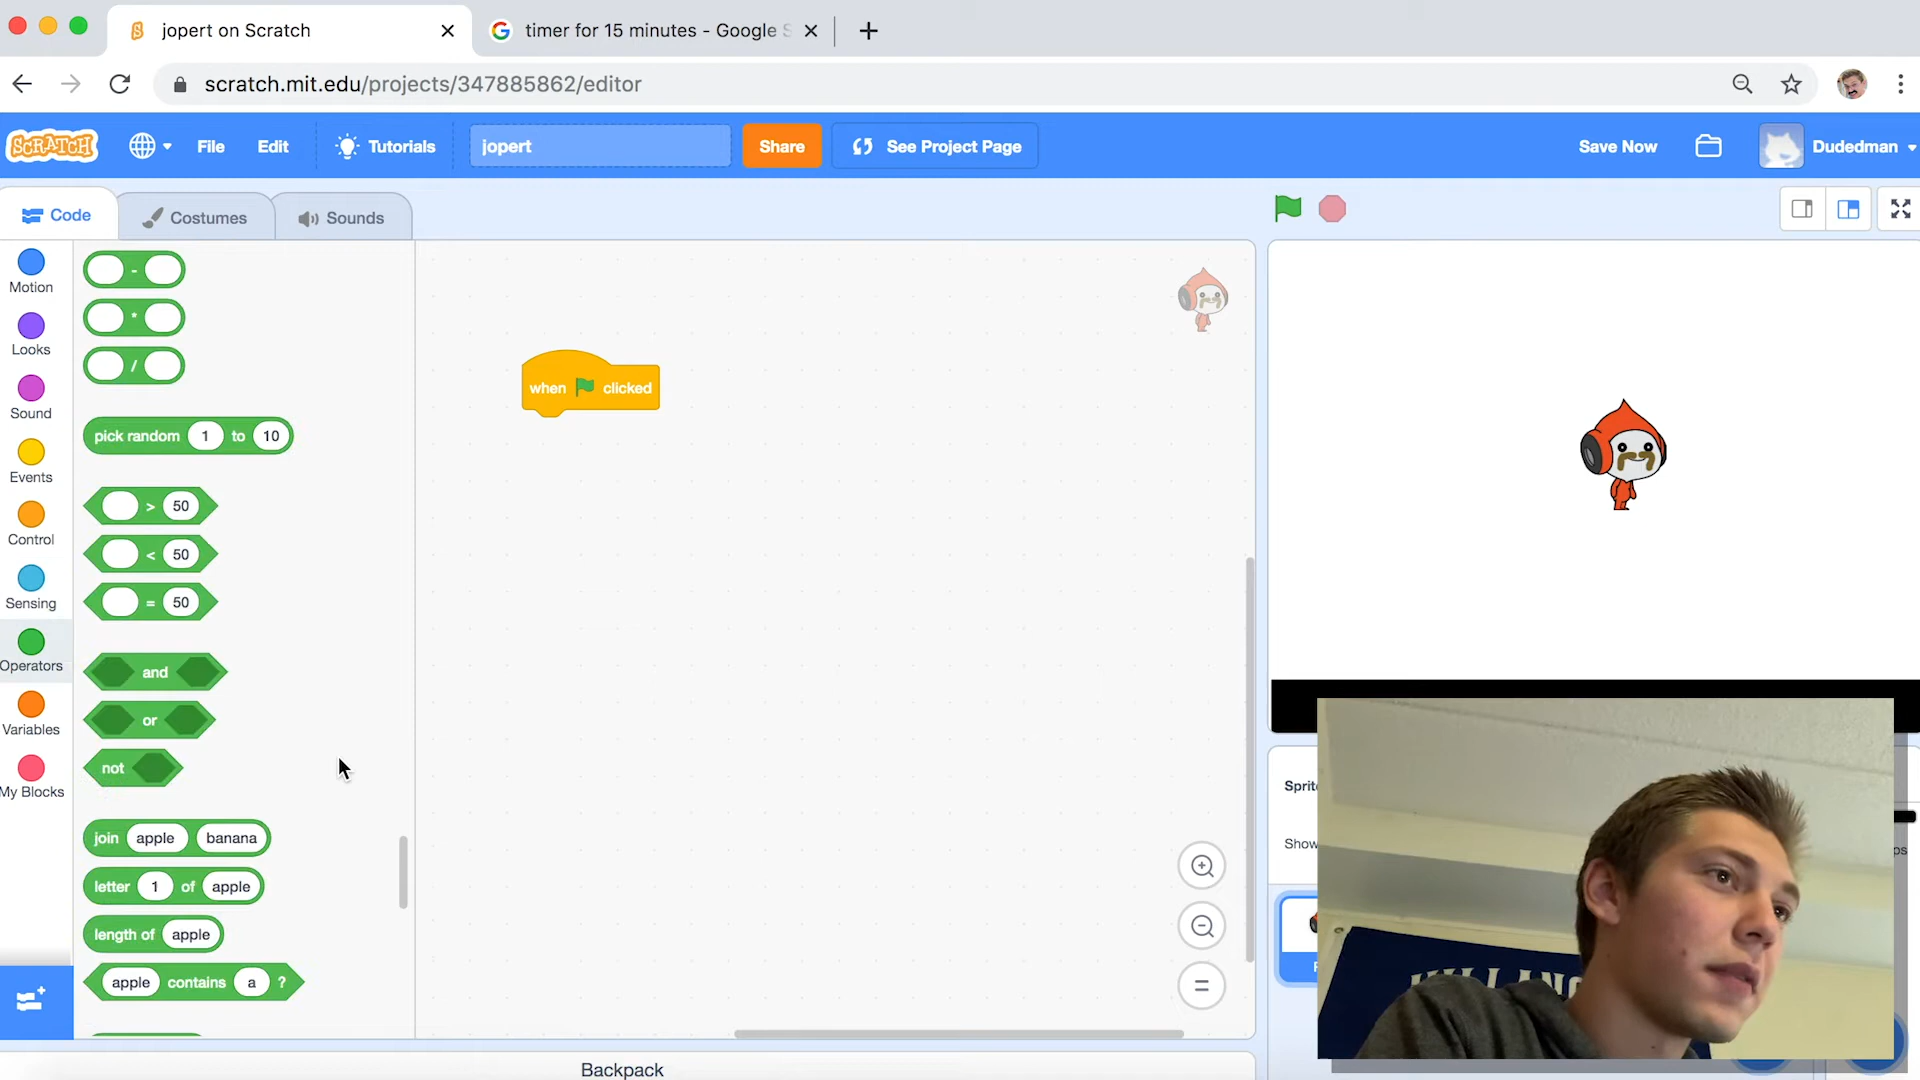 jopert on Scratch
timer for 15 minutes - Google S
scratch.mit.edu/projects/347885862/editor
SCRATCH
File
Edit
Tutorials
jopert
Share
See Project Page
Save Now
Dudedman
Code
Costumes
Sounds
Motion
Looks
Sound
Events
Control
Sensing
Operators
Variables
My Blocks
-
*
/
pick random 1 to 10
> 50
< 50
= 50
and
or
not
join apple banana
letter 1 of apple
length of apple
apple contains a ?
when clicked
Sprite
Show
Backpack